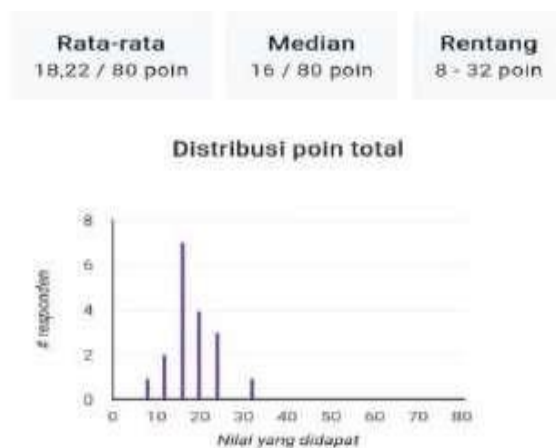 Rata-rata
18,22 / 80 poin
Median
16 / 80 poin
Rentang
8 - 32 poin
Distribusi poin total
# responden
8
6
4
2
0
0 10 20 30 40 50 60 70 80
Nilai yang didapat